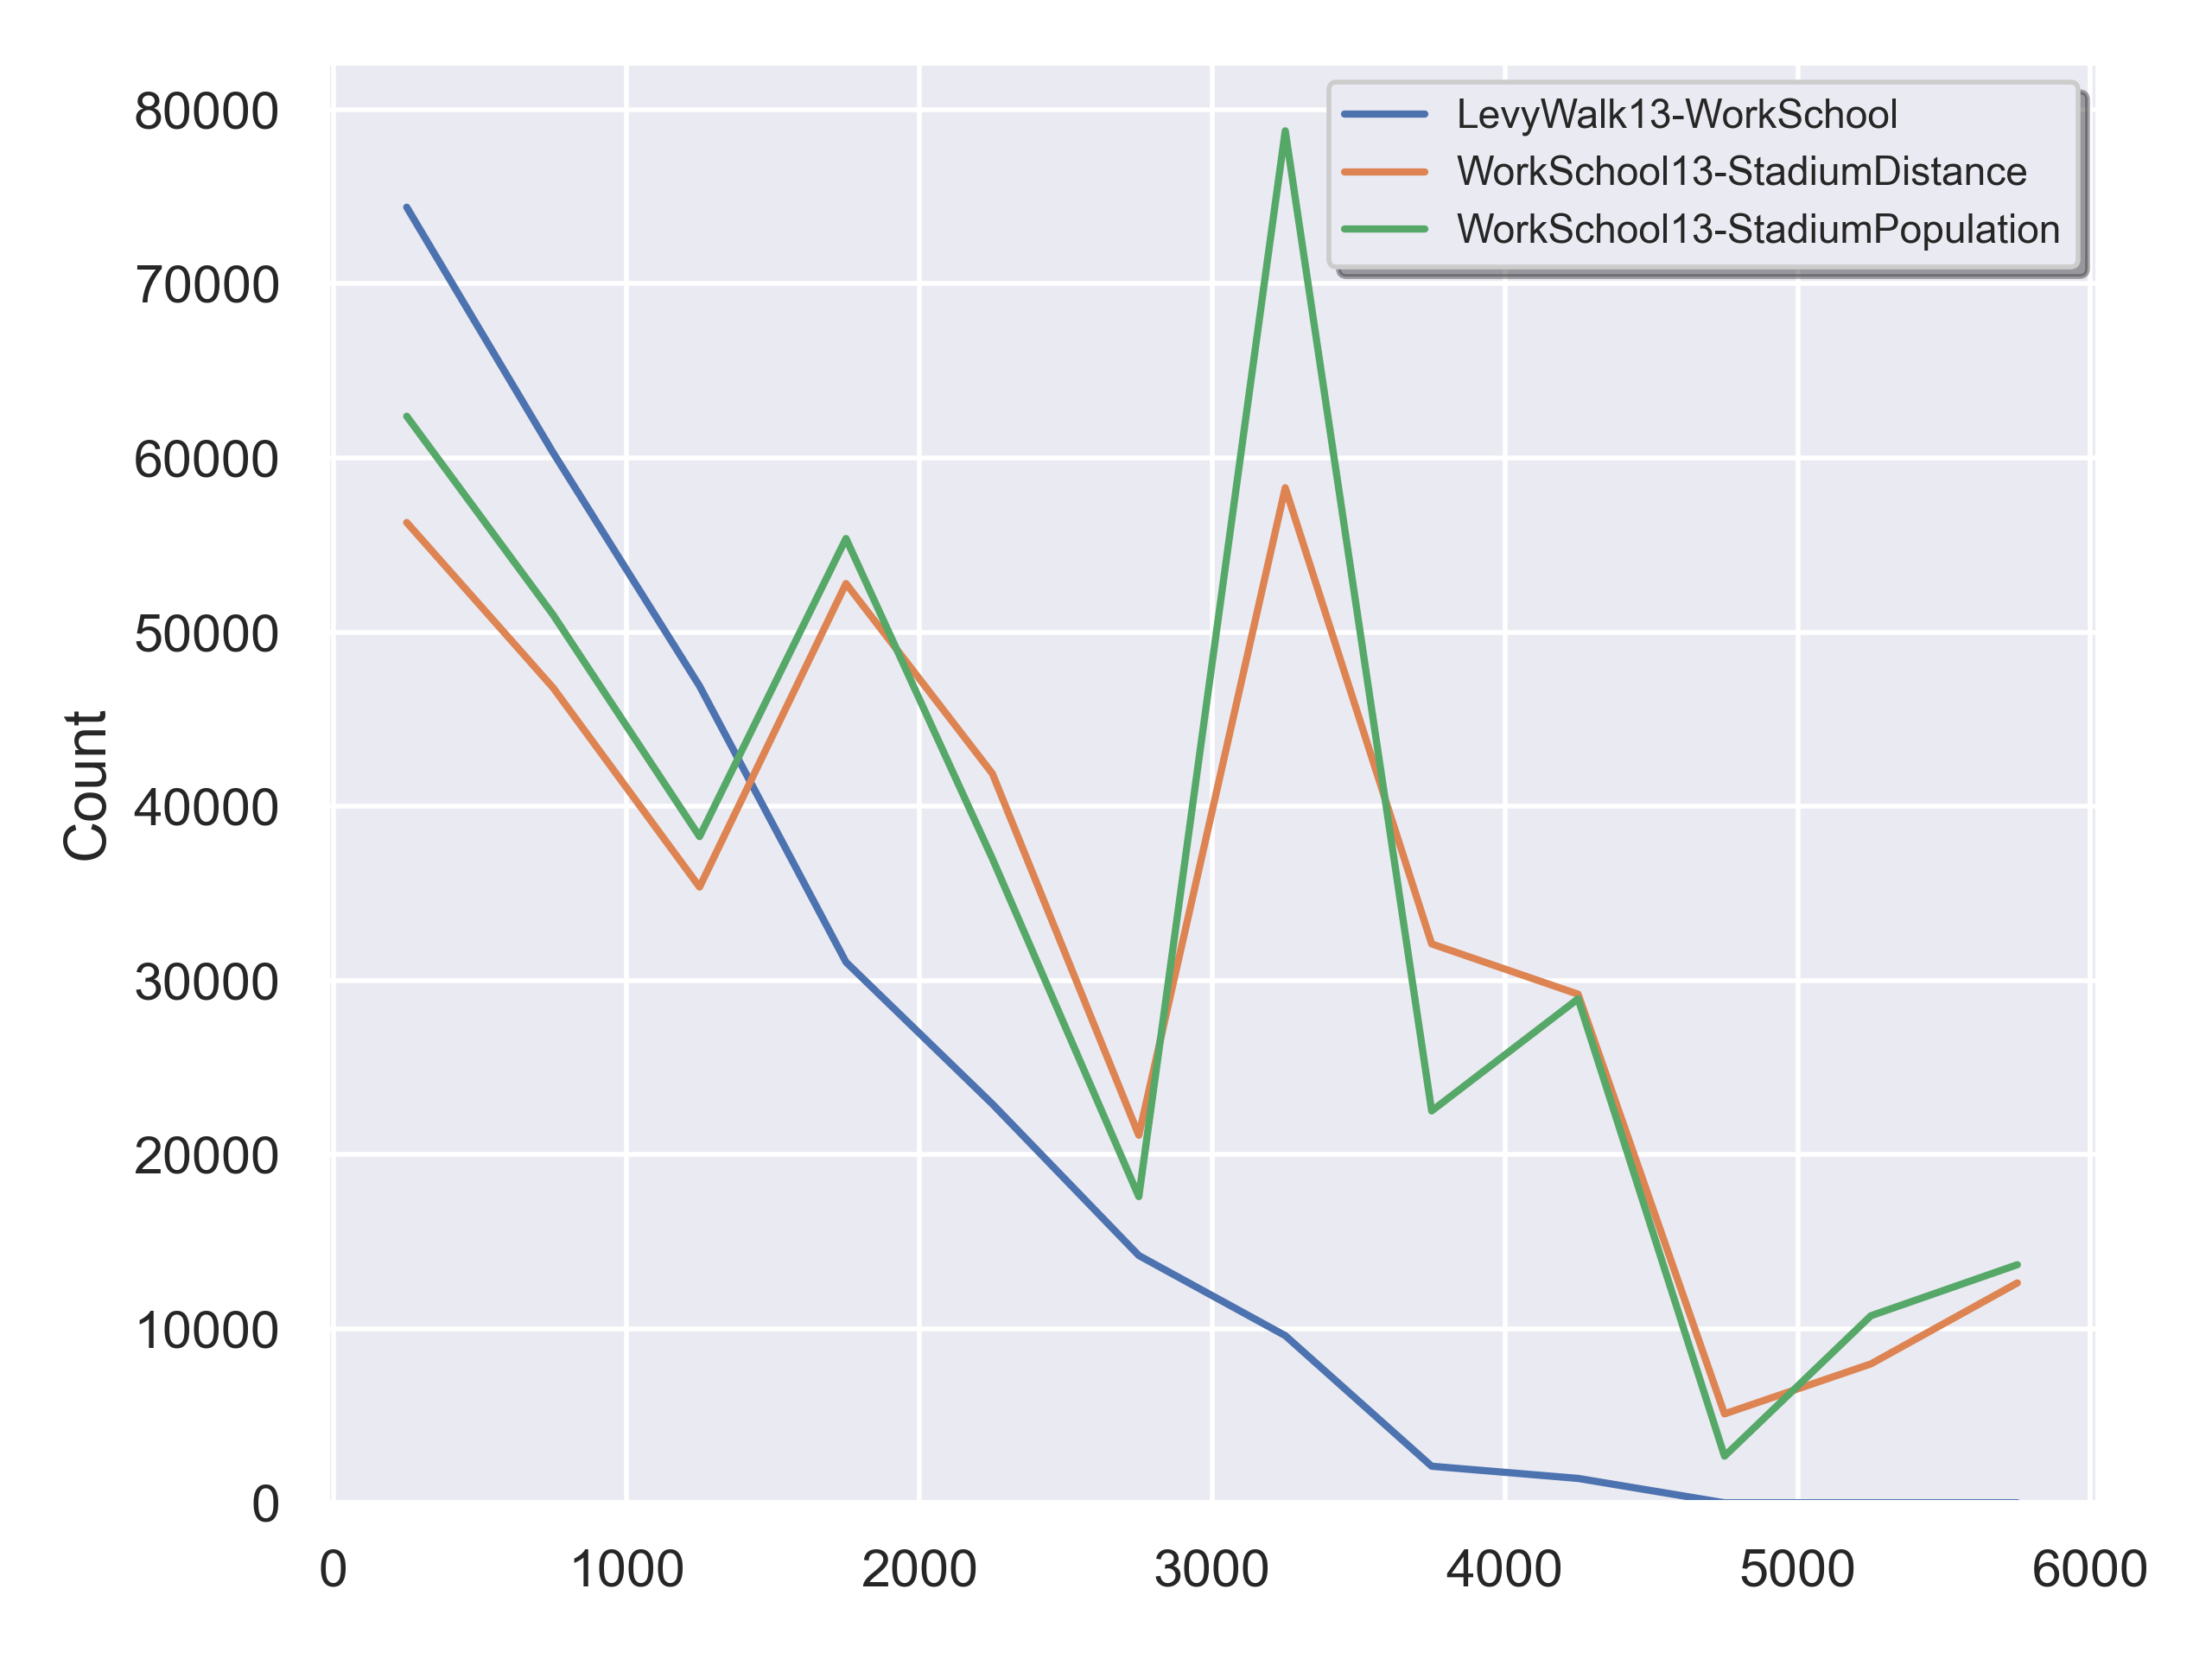 80000
70000
60000
50000
40000
30000
20000
10000
0
Count
LevyWalk13-WorkSchool
WorkSchool13-StadiumDistance
WorkSchool13-StadiumPopulation
0 1000 2000 3000 4000 5000 6000